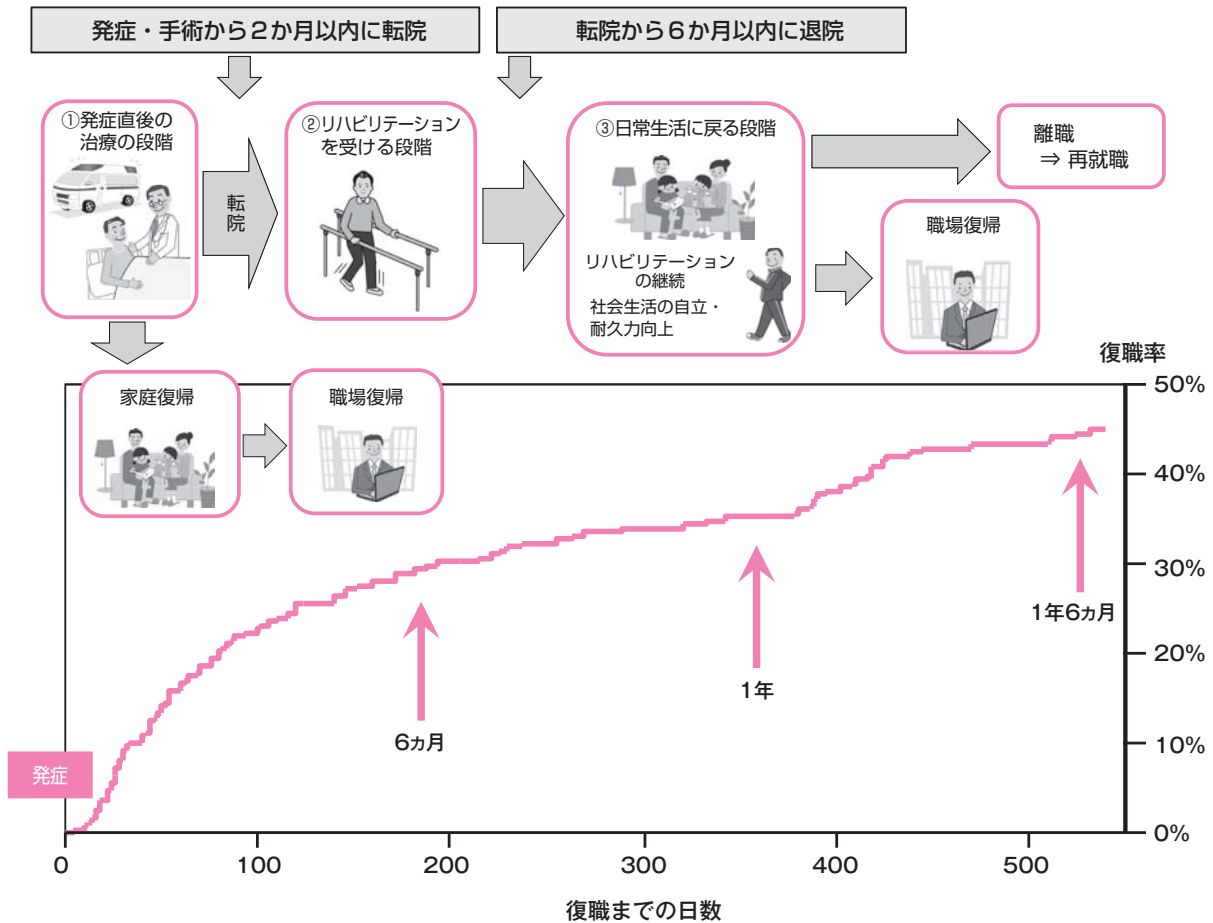 発症・手術から2か月以内に転院
転院から6か月以内に退院
①発症直後の
治療の段階
転院
②リハビリテーション
を受ける段階
③日常生活に戻る段階
リハビリテーション
の継続
社会生活の自立・
耐久力向上
離職
⇒ 再就職
職場復帰
家庭復帰
職場復帰
復職率
50%
40%
30%
20%
10%
0%
6ヵ月
1年
1年6ヵ月
発症
0
100
200
300
400
500
復職までの日数